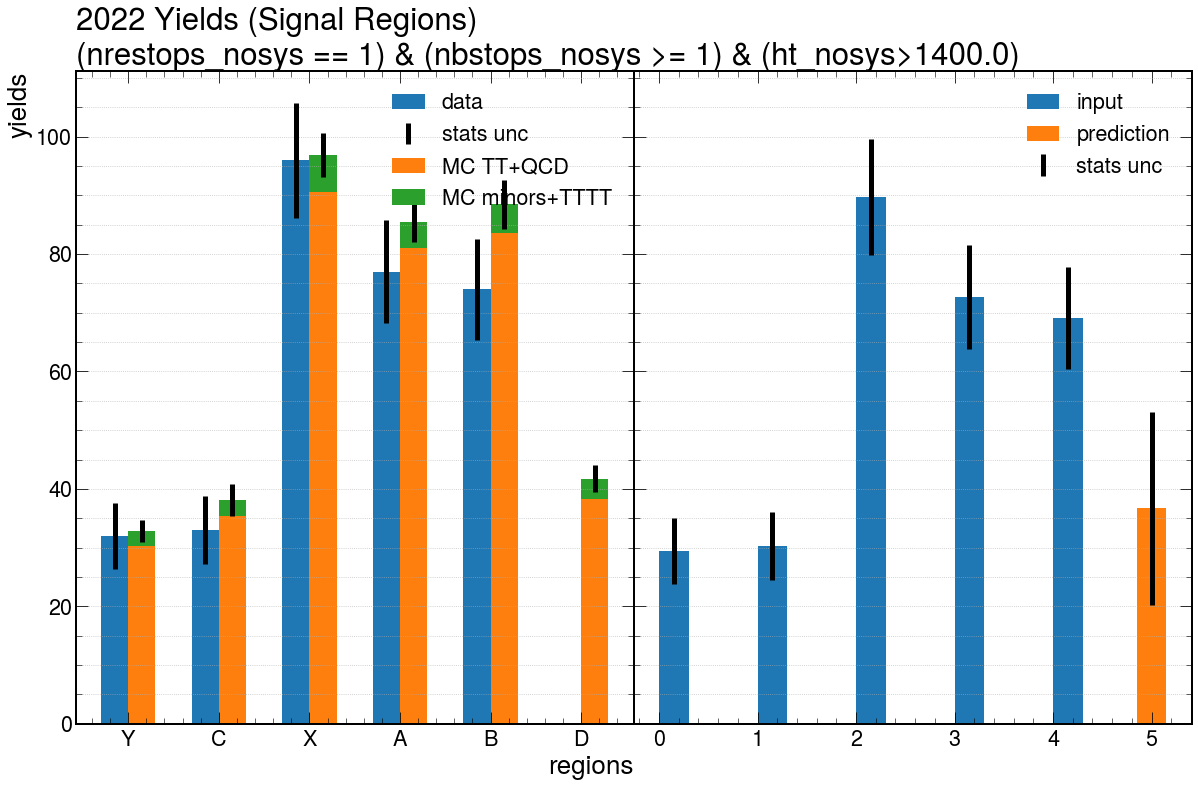 2022 Yields (Signal Regions)
(nrestops_nosys == 1) & (nbstops_nosys >= 1) & (ht_nosys>1400.0)
yields
100
80
60
40
20
0
data
stats unc
MC TT+QCD
MC minors+TTTT
input
prediction
stats unc
Y C X A B D
0 1 2 3 4 5
regions